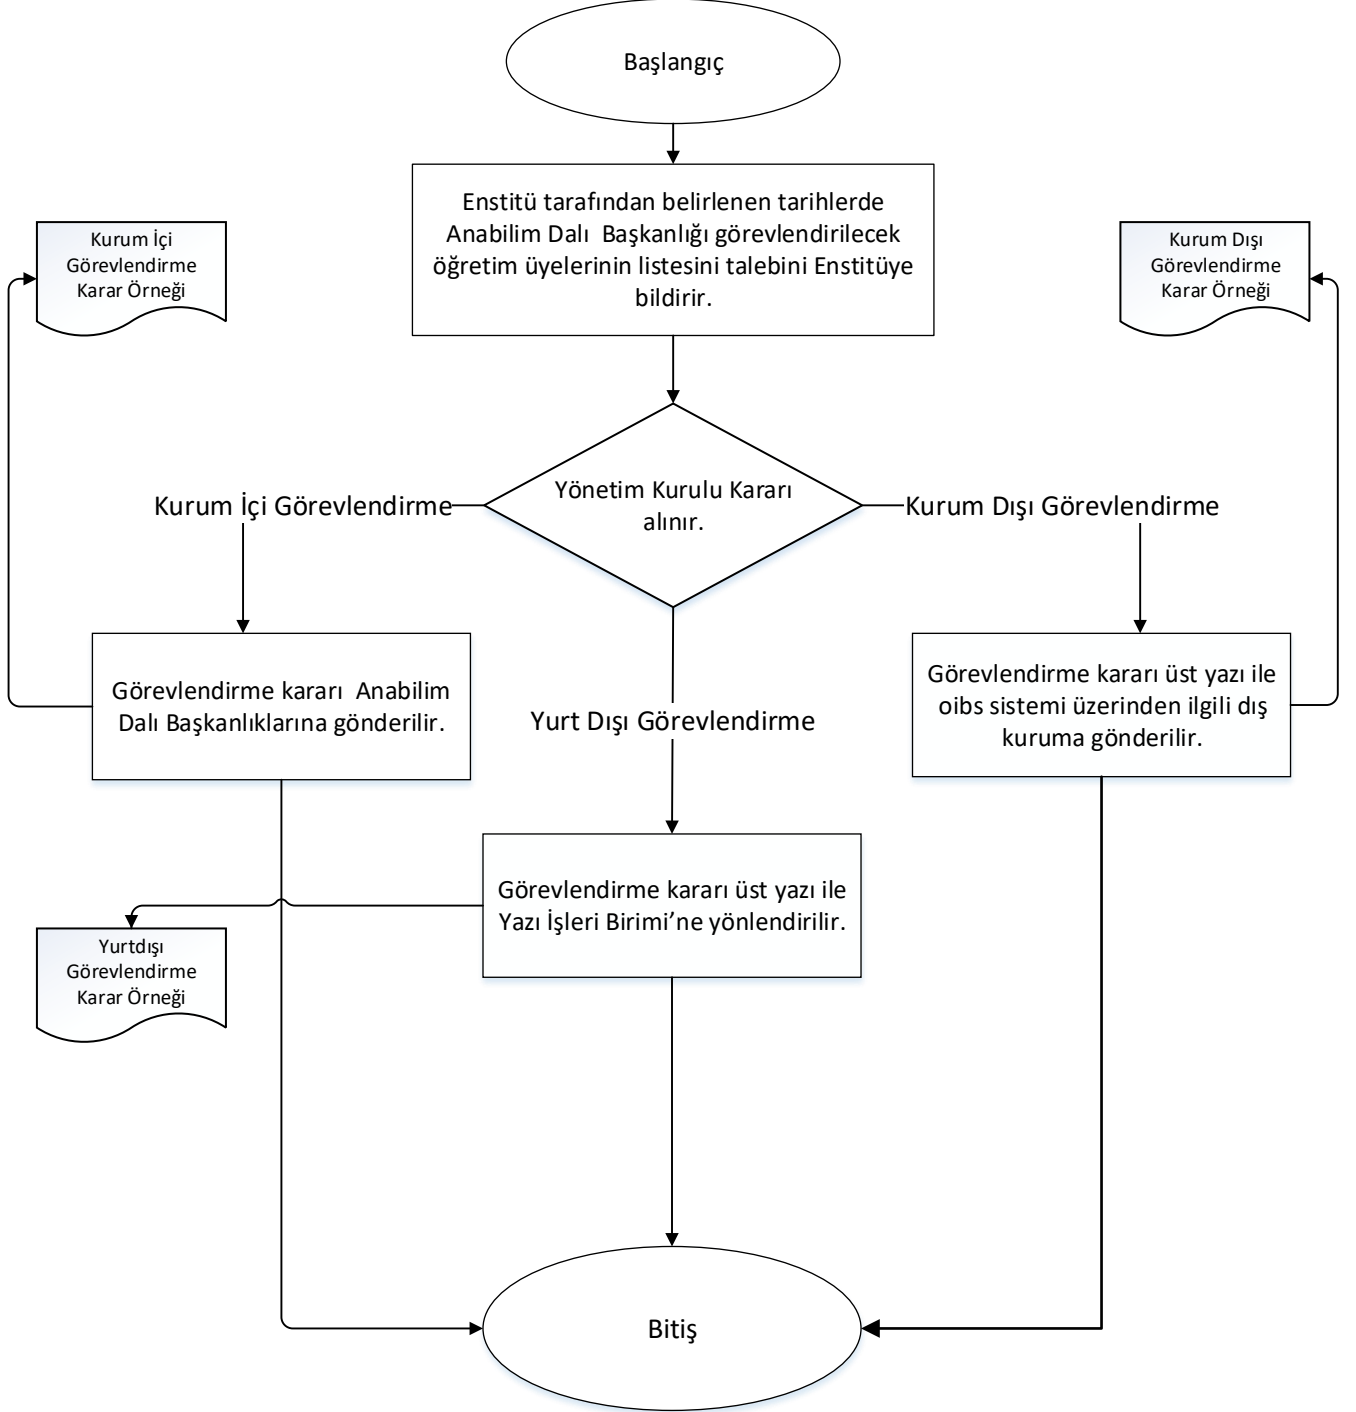 Başlangıç
Enstitü tarafından belirlenen tarihlerde
Anabilim Dalı  Başkanlığı görevlendirilecek
öğretim üyelerinin listesini talebini Enstitüye
bildirir.
Kurum İçi
Görevlendirme
Karar Örneği
Kurum Dışı
Görevlendirme
Karar Örneği
Yönetim Kurulu Kararı
alınır.
Kurum İçi Görevlendirme
Kurum Dışı Görevlendirme
Görevlendirme kararı  Anabilim
Dalı Başkanlıklarına gönderilir.
Yurt Dışı Görevlendirme
Görevlendirme kararı üst yazı ile
oibs sistemi üzerinden ilgili dış
kuruma gönderilir.
Görevlendirme kararı üst yazı ile
Yazı İşleri Birimi’ne yönlendirilir.
Yurtdışı
Görevlendirme
Karar Örneği
Bitiş